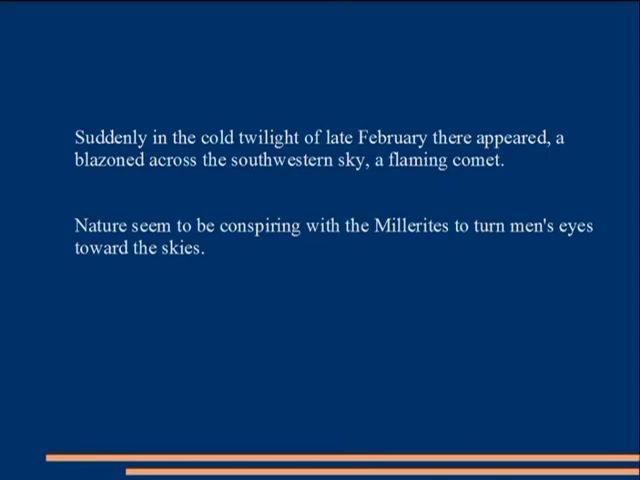 Suddenly in the cold twilight of late February there appeared, a
blazoned across the southwestern sky, a flaming comet.
Nature seem to be conspiring with the Millerites to turn men's eyes
toward the skies.